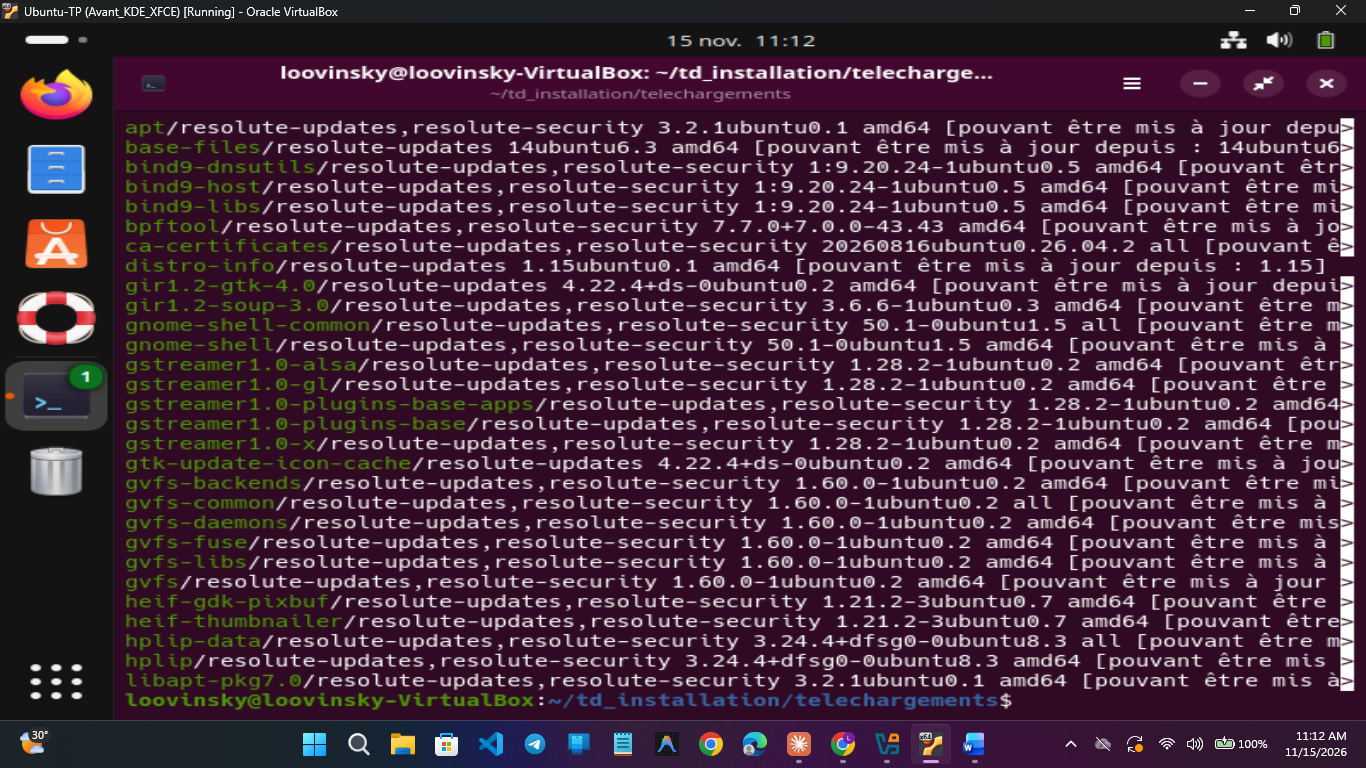 Ubuntu-TP (Avant_KDE_XFCE) [Running] - Oracle VirtualBox
15 nov. 11:12
loovinsky@loovinsky-VirtualBox: ~/td_installation/telecharge...
~/td_installation/telechargements
apt/resolute-updates,resolute-security 3.2.1ubuntu0.1 amd64 [pouvant être mis à jour depu>
base-files/resolute-updates 14ubuntu6.3 amd64 [pouvant être mis à jour depuis : 14ubuntu6>
bind9-dnsutils/resolute-updates,resolute-security 1:9.20.24-1ubuntu0.5 amd64 [pouvant êtr>
bind9-host/resolute-updates,resolute-security 1:9.20.24-1ubuntu0.5 amd64 [pouvant être mi>
bind9-libs/resolute-updates,resolute-security 1:9.20.24-1ubuntu0.5 amd64 [pouvant être mi>
bpftool/resolute-updates,resolute-security 7.7.0+7.0.0-43.43 amd64 [pouvant être mis à jo>
ca-certificates/resolute-updates,resolute-security 20260816ubuntu0.26.04.2 all [pouvant ê>
distro-info/resolute-updates 1.15ubuntu0.1 amd64 [pouvant être mis à jour depuis : 1.15]
gir1.2-gtk-4.0/resolute-updates 4.22.4+ds-0ubuntu0.2 amd64 [pouvant être mis à jour depui>
gir1.2-soup-3.0/resolute-updates,resolute-security 3.6.6-1ubuntu0.3 amd64 [pouvant être m>
gnome-shell-common/resolute-updates,resolute-security 50.1-0ubuntu1.5 all [pouvant être m>
gnome-shell/resolute-updates,resolute-security 50.1-0ubuntu1.5 amd64 [pouvant être mis à >
gstreamer1.0-alsa/resolute-updates,resolute-security 1.28.2-1ubuntu0.2 amd64 [pouvant êtr>
gstreamer1.0-gl/resolute-updates,resolute-security 1.28.2-1ubuntu0.2 amd64 [pouvant être >
gstreamer1.0-plugins-base-apps/resolute-updates,resolute-security 1.28.2-1ubuntu0.2 amd64>
gstreamer1.0-plugins-base/resolute-updates,resolute-security 1.28.2-1ubuntu0.2 amd64 [pou>
gstreamer1.0-x/resolute-updates,resolute-security 1.28.2-1ubuntu0.2 amd64 [pouvant être m>
gtk-update-icon-cache/resolute-updates 4.22.4+ds-0ubuntu0.2 amd64 [pouvant être mis à jou>
gvfs-backends/resolute-updates,resolute-security 1.60.0-1ubuntu0.2 amd64 [pouvant être mi>
gvfs-common/resolute-updates,resolute-security 1.60.0-1ubuntu0.2 all [pouvant être mis à >
gvfs-daemons/resolute-updates,resolute-security 1.60.0-1ubuntu0.2 amd64 [pouvant être mis>
gvfs-fuse/resolute-updates,resolute-security 1.60.0-1ubuntu0.2 amd64 [pouvant être mis à >
gvfs-libs/resolute-updates,resolute-security 1.60.0-1ubuntu0.2 amd64 [pouvant être mis à >
gvfs/resolute-updates,resolute-security 1.60.0-1ubuntu0.2 amd64 [pouvant être mis à jour >
heif-gdk-pixbuf/resolute-updates,resolute-security 1.21.2-3ubuntu0.7 amd64 [pouvant être >
heif-thumbnailer/resolute-updates,resolute-security 1.21.2-3ubuntu0.7 amd64 [pouvant être>
hplip-data/resolute-updates,resolute-security 3.24.4+dfsg0-0ubuntu8.3 all [pouvant être m>
hplip/resolute-updates,resolute-security 3.24.4+dfsg0-0ubuntu8.3 amd64 [pouvant être mis >
libapt-pkg7.0/resolute-updates,resolute-security 3.2.1ubuntu0.1 amd64 [pouvant être mis à>
loovinsky@loovinsky-VirtualBox:~/td_installation/telechargements$
1
30°
100%
11:12 AM
11/15/2026